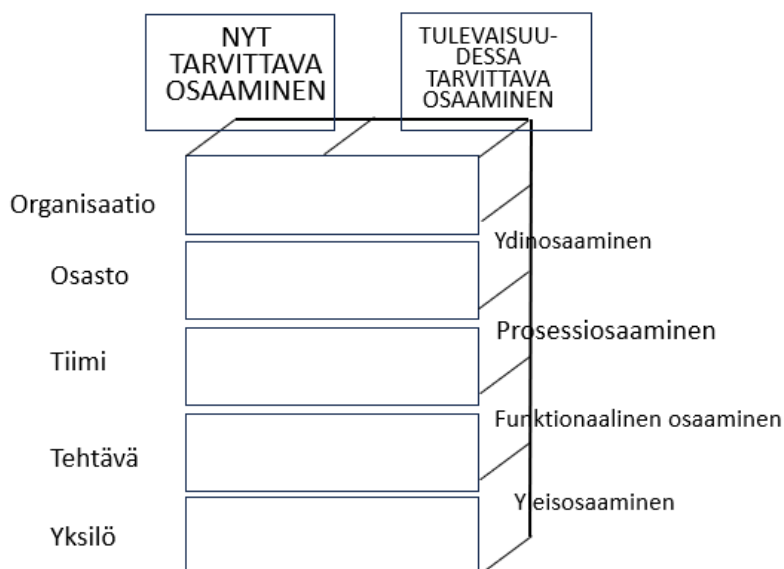 NYT
TARVITTAVA
OSAAMINEN
TULEVAISUU-
DESSA
TARVITTAVA
OSAAMINEN
Organisaatio
Ydinosaaminen
Osasto
Prosessiosaaminen
Tiimi
Funktionaalinen osaaminen
Tehtävä
Yleisosaaminen
Yksilö